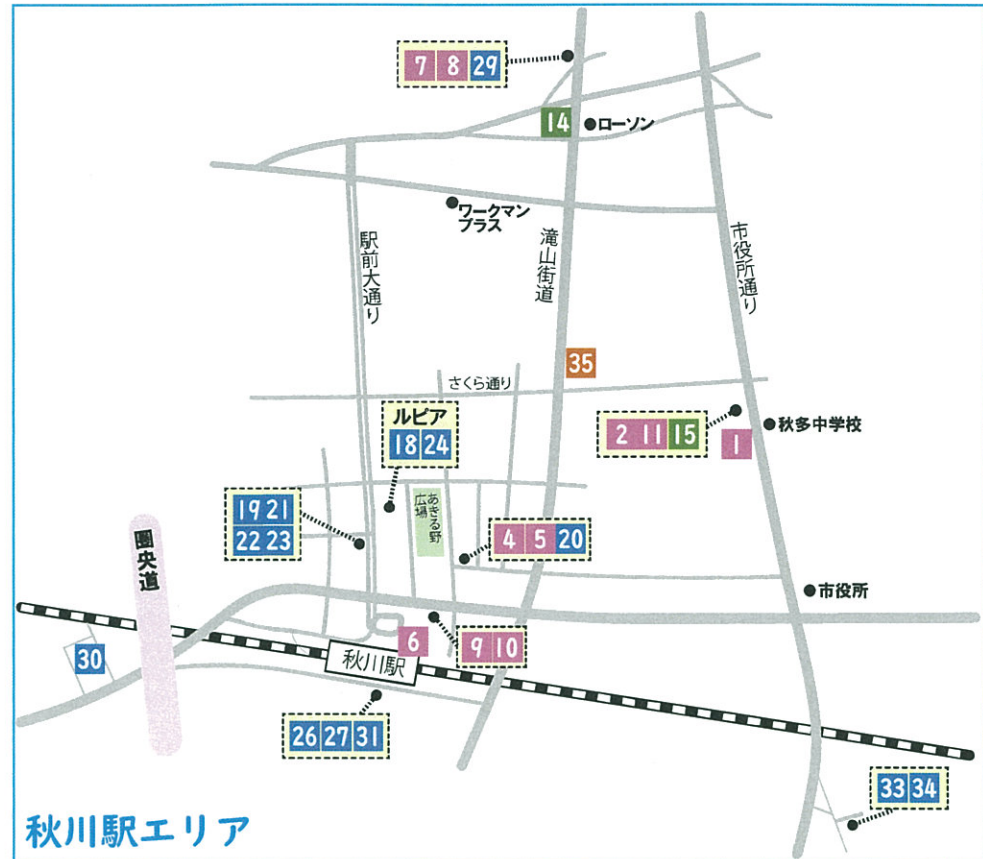 7 8 29
14
ローソン
ワークマン
プラス
駅前大通り
滝山街道
市役所通り
35
さくら通り
ルピア
18 24
2 11 15
秋多中学校
1
19 21
22 23
あきる野
広場
4 5 20
圏央道
市役所
30
6
9 10
秋川駅
26 27 31
33 34
秋川駅エリア